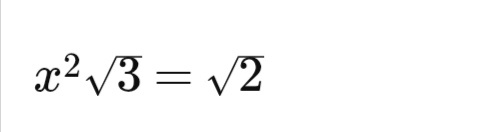 x²√3 = √2